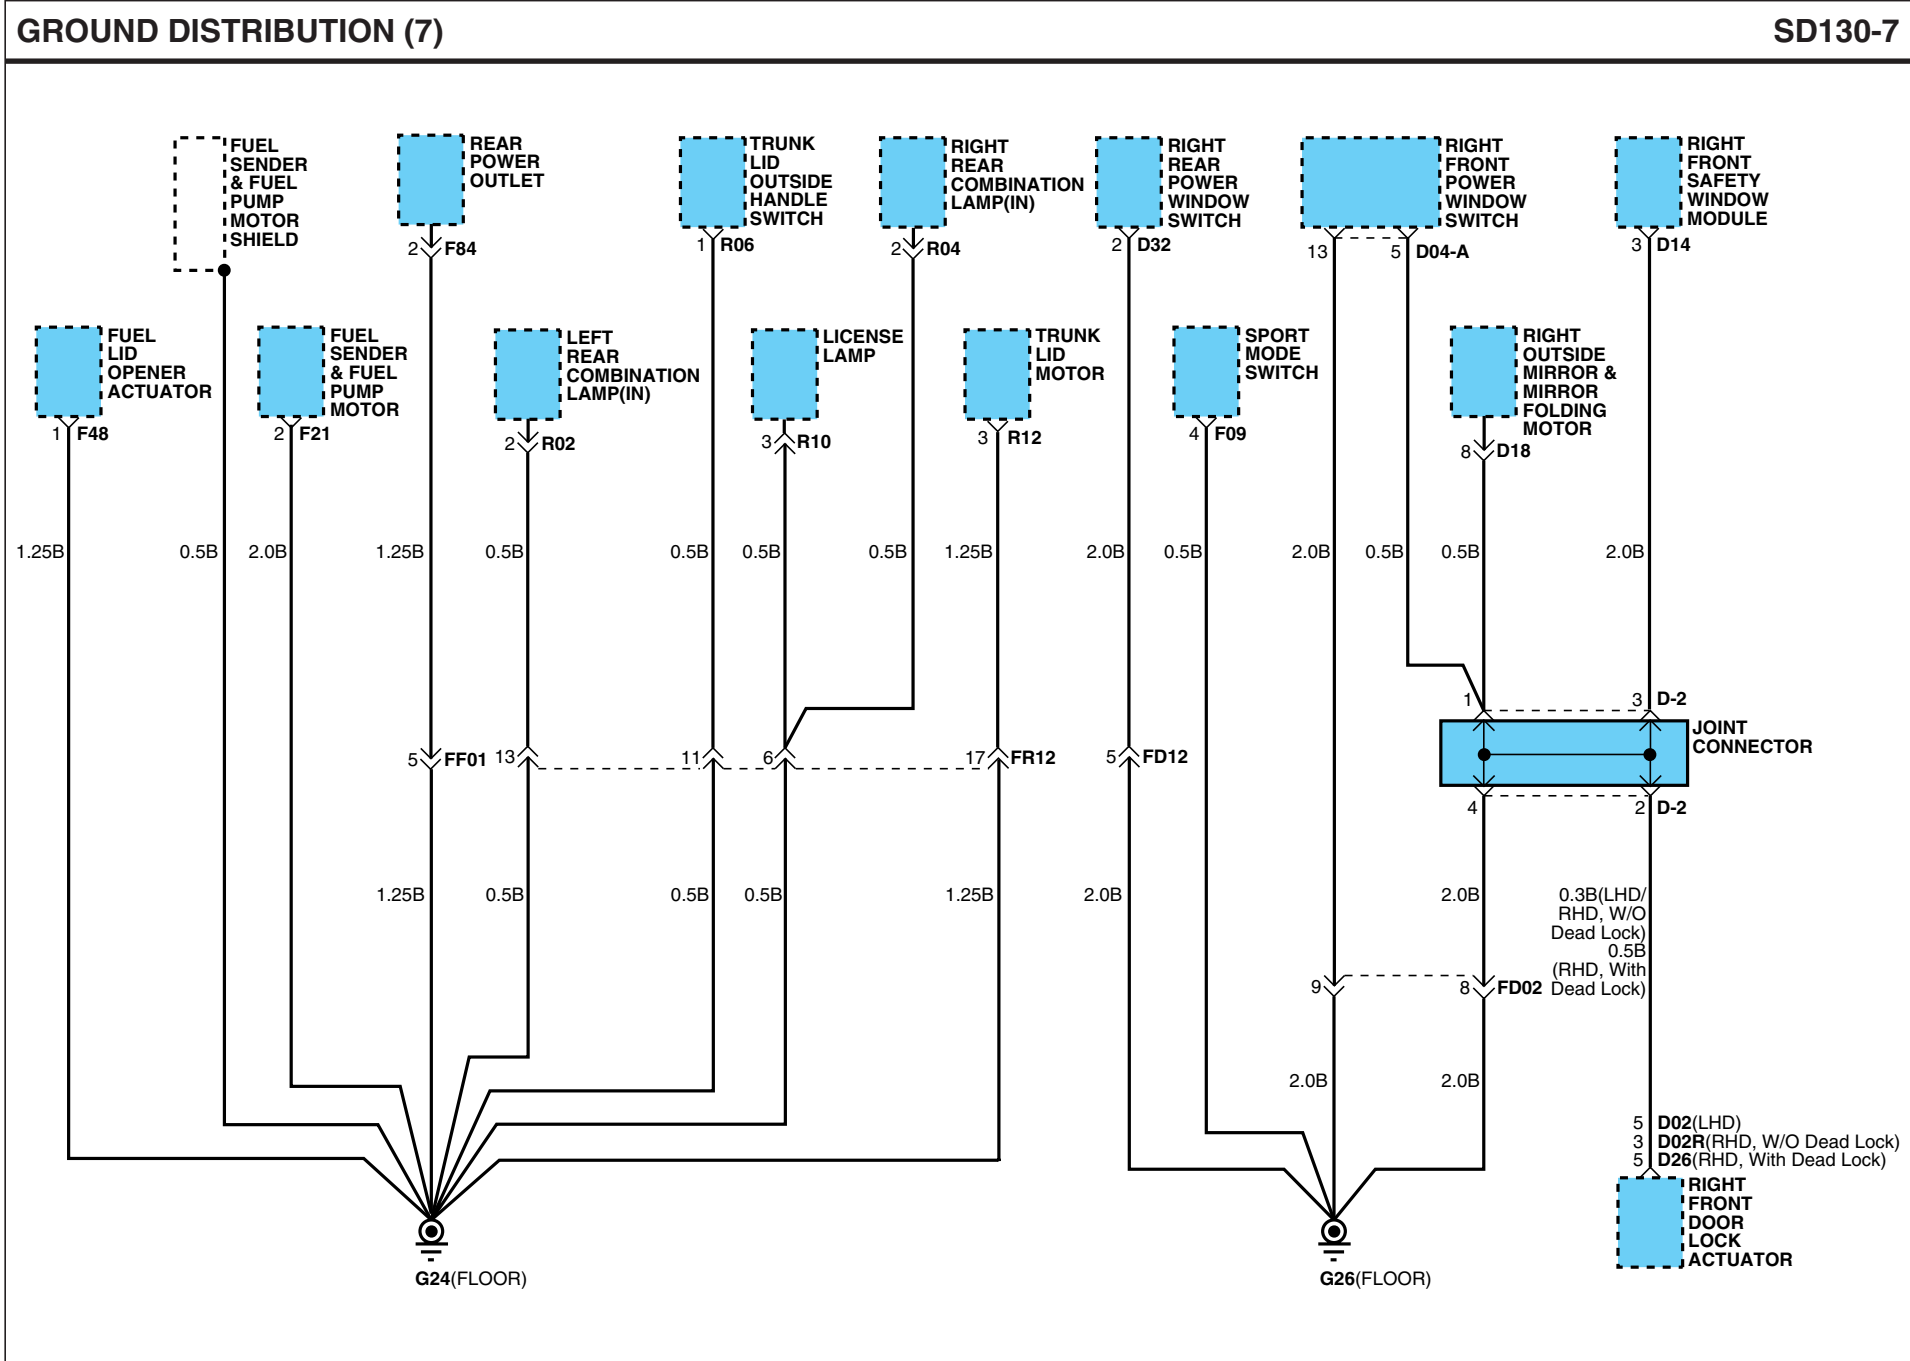 GROUND DISTRIBUTION (7)
SD130-7
FUEL
SENDER
& FUEL
PUMP
MOTOR
SHIELD
REAR
POWER
OUTLET
2 F84
TRUNK
LID
OUTSIDE
HANDLE
SWITCH
1 R06
RIGHT
REAR
COMBINATION
LAMP(IN)
2 R04
RIGHT
REAR
POWER
WINDOW
SWITCH
2 D32
RIGHT
FRONT
POWER
WINDOW
SWITCH
13 5 D04-A
RIGHT
FRONT
SAFETY
WINDOW
MODULE
3 D14
FUEL
LID
OPENER
ACTUATOR
1 F48
FUEL
SENDER
& FUEL
PUMP
MOTOR
2 F21
LEFT
REAR
COMBINATION
LAMP(IN)
2 R02
LICENSE
LAMP
3 R10
TRUNK
LID
MOTOR
3 R12
SPORT
MODE
SWITCH
4 F09
RIGHT
OUTSIDE
MIRROR &
MIRROR
FOLDING
MOTOR
8 D18
1.25B 0.5B 2.0B 1.25B 0.5B 0.5B 0.5B 0.5B 1.25B 2.0B 0.5B 2.0B 0.5B 0.5B 2.0B
1 3 D-2
JOINT
CONNECTOR
5 FF01 13 11 6 17 FR12 5 FD12
4 2 D-2
1.25B 0.5B 0.5B 0.5B 1.25B 2.0B 2.0B
0.3B(LHD/
RHD, W/O
Dead Lock)
0.5B
(RHD, With
Dead Lock)
9 8 FD02
2.0B 2.0B
5 D02(LHD)
3 D02R(RHD, W/O Dead Lock)
5 D26(RHD, With Dead Lock)
RIGHT
FRONT
DOOR
LOCK
ACTUATOR
G24(FLOOR)
G26(FLOOR)